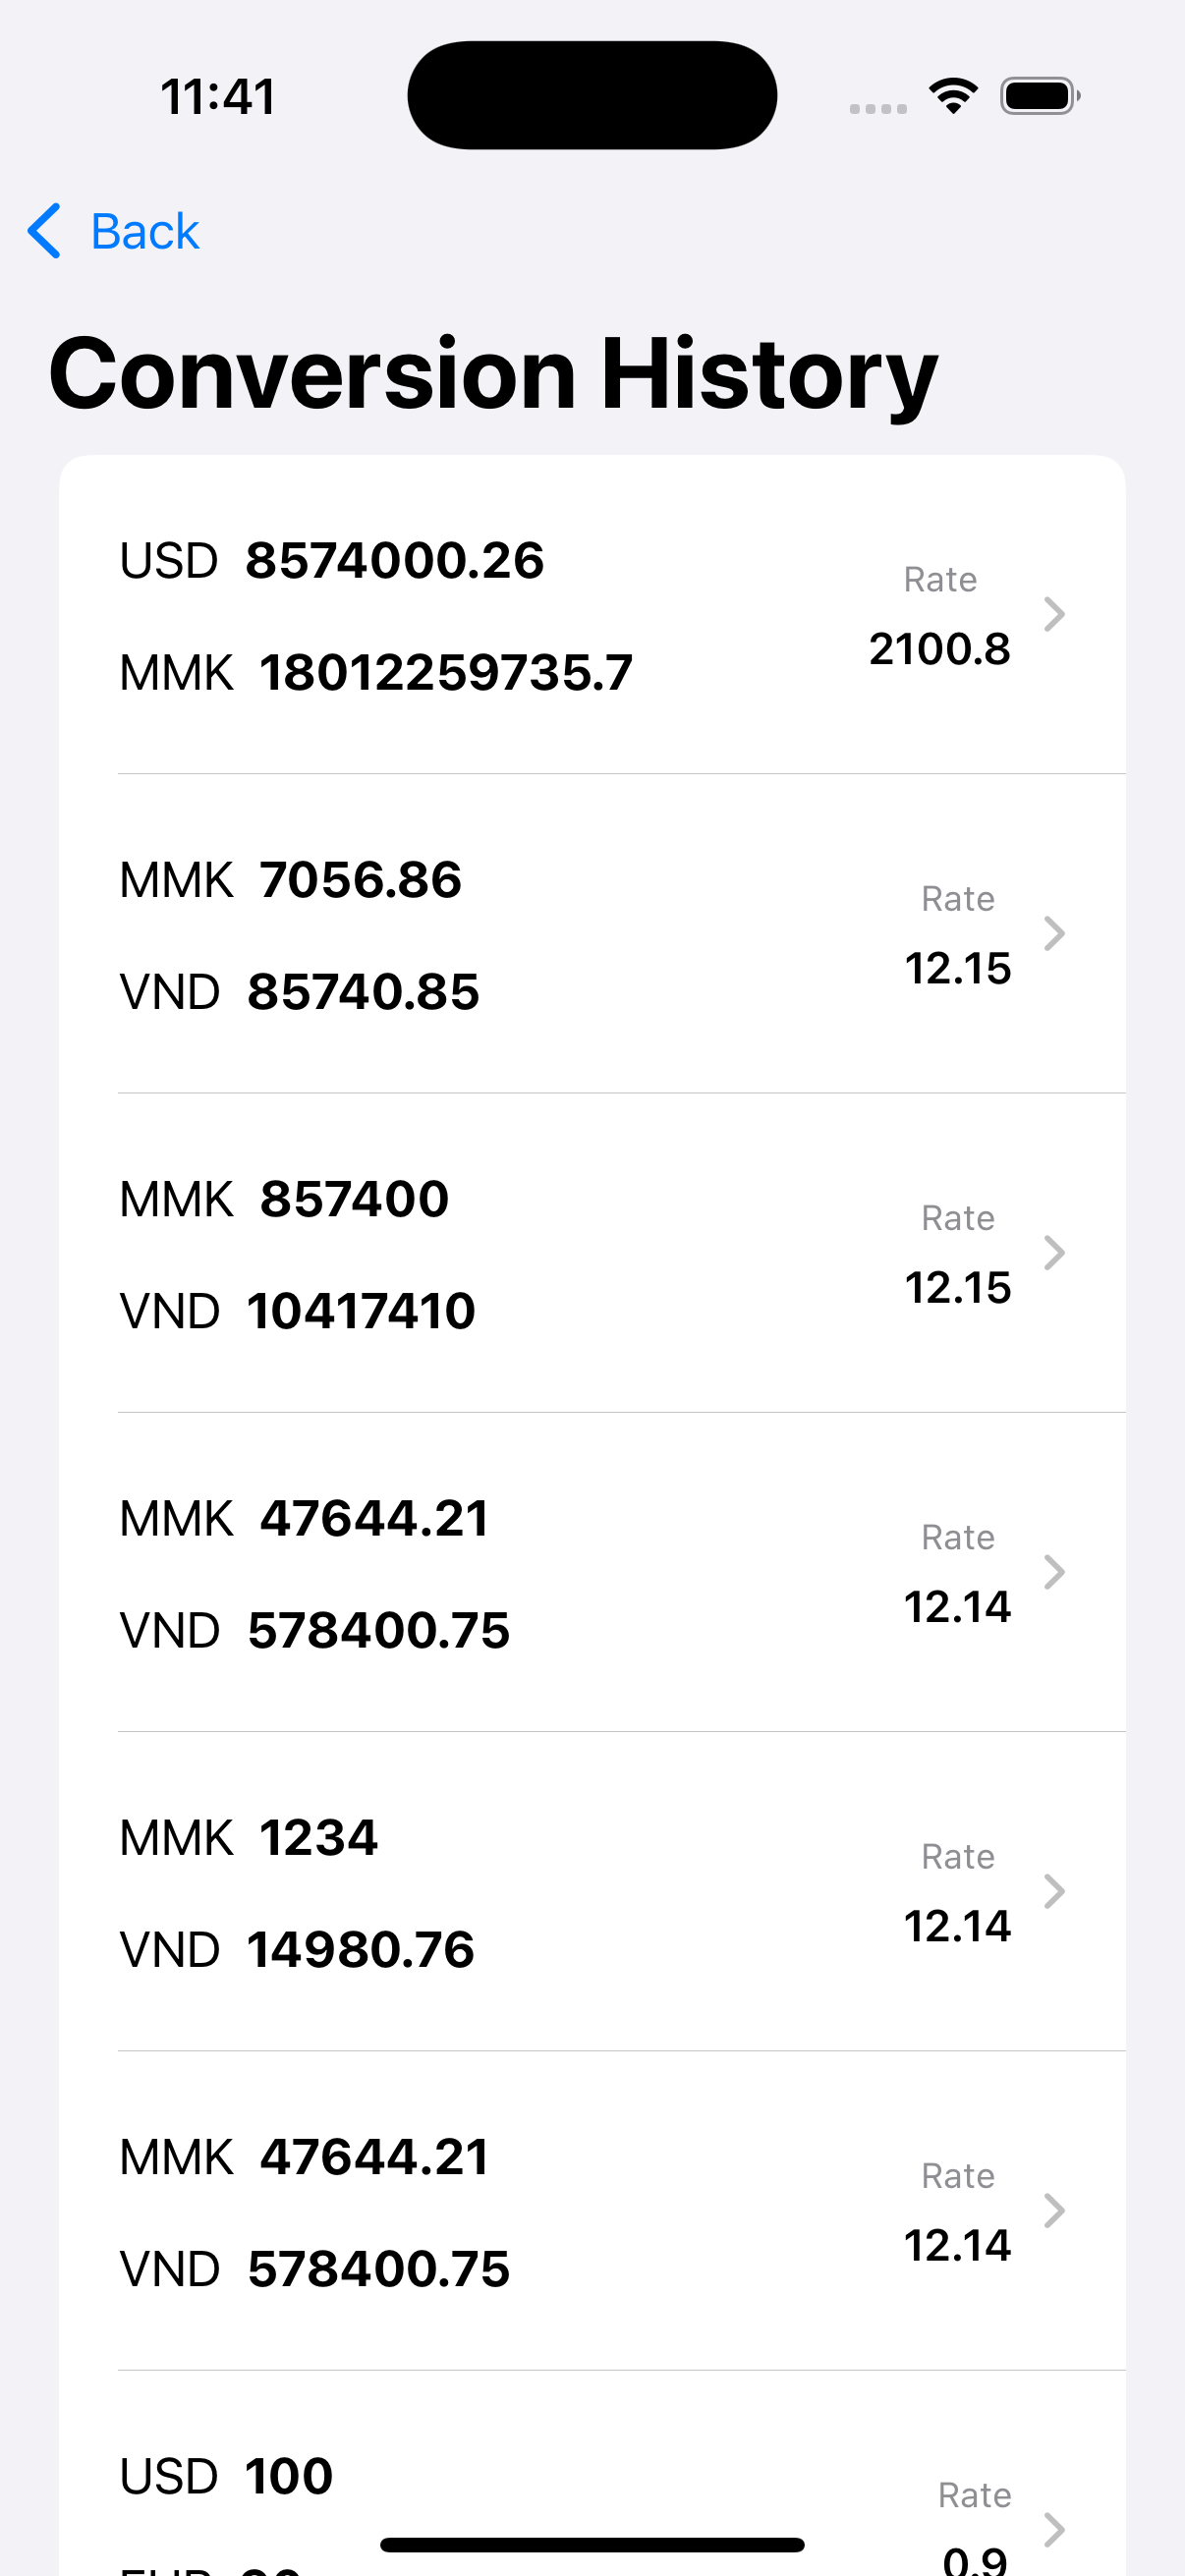 11:41
Back
Conversion History
USD 8574000.26
Rate
MMK 18012259735.7
2100.8
MMK 7056.86
Rate
VND 85740.85
12.15
MMK 857400
Rate
VND 10417410
12.15
MMK 47644.21
Rate
VND 578400.75
12.14
MMK 1234
Rate
VND 14980.76
12.14
MMK 47644.21
Rate
VND 578400.75
12.14
USD 100
Rate
0.9